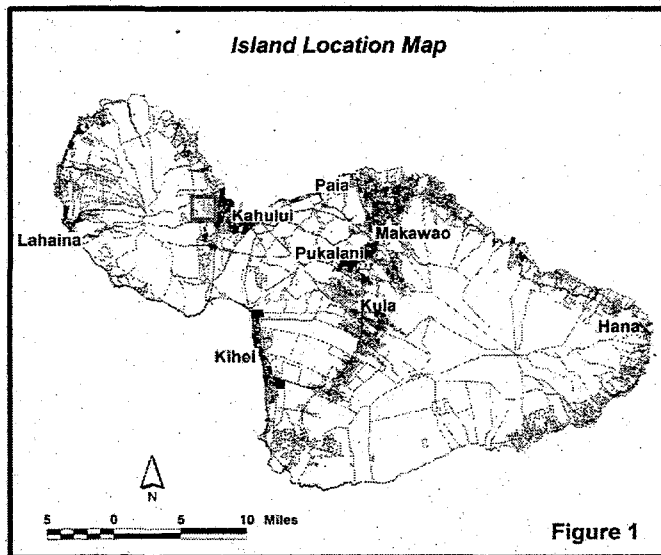 Island Location Map
Paia
Kahului
Makawao
Lahaina
Pukalani
Kula
Hana
Kihei
N
5 0 5 10 Miles
Figure 1